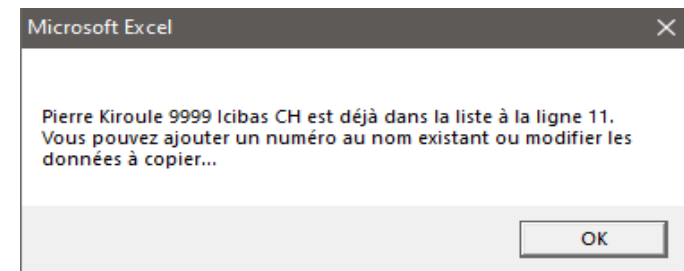 Microsoft Excel
Pierre Kiroule 9999 Icibas CH est déjà dans la liste à la ligne 11.
Vous pouvez ajouter un numéro au nom existant ou modifier les
données à copier...
OK